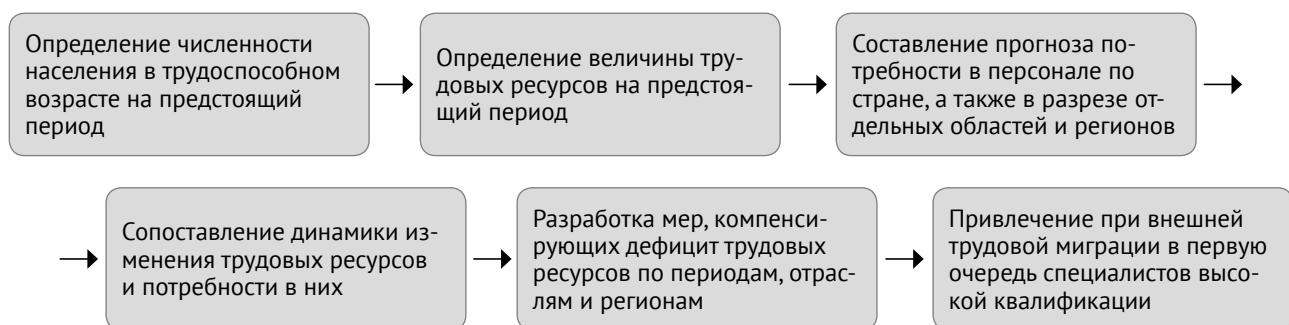 Определение численности
населения в трудоспособном
возрасте на предстоящий
период
Определение величины тру-
довых ресурсов на предстоя-
щий период
Составление прогноза по-
требности в персонале по
стране, а также в разрезе от-
дельных областей и регионов
Сопоставление динамики из-
менения трудовых ресурсов
и потребности в них
Разработка мер, компенси-
рующих дефицит трудовых
ресурсов по периодам, отрас-
лям и регионам
Привлечение при внешней
трудовой миграции в первую
очередь специалистов высо-
кой квалификации